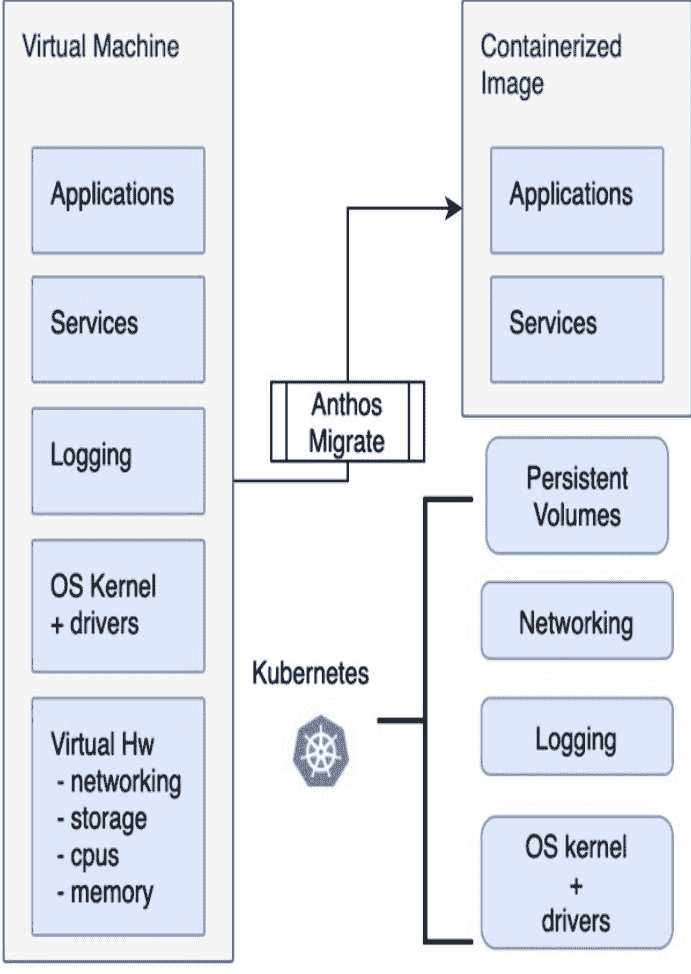 Virtual Machine
Applications
Services
Logging
OS Kernel
+ drivers
Virtual Hw
- networking
- storage
- cpus
- memory
Anthos
Migrate
Kubernetes
Containerized
Image
Applications
Services
Persistent
Volumes
Networking
Logging
OS kernel
+
drivers